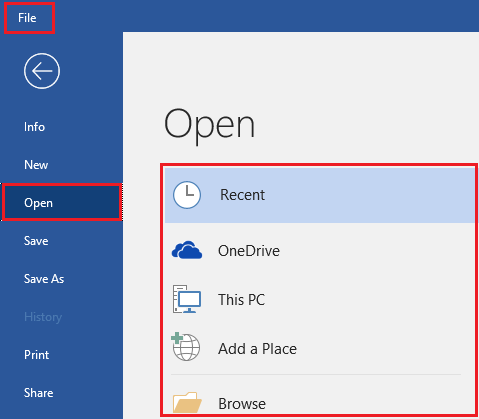 File
Info
New
Open
Save
Save As
History
Print
Share
Open
Recent
OneDrive
This PC
Add a Place
Browse